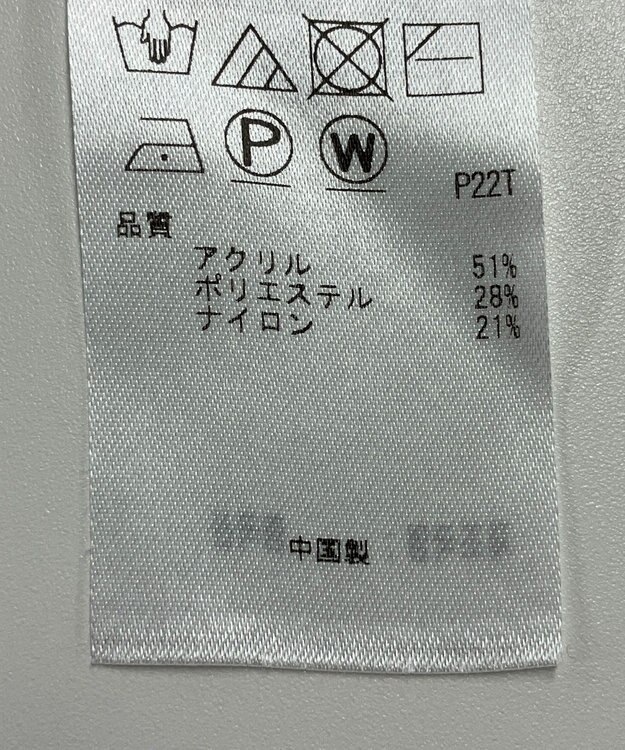 P
W
P22T
品質
アクリル 51%
ポリエステル 28%
ナイロン 21%
中国製